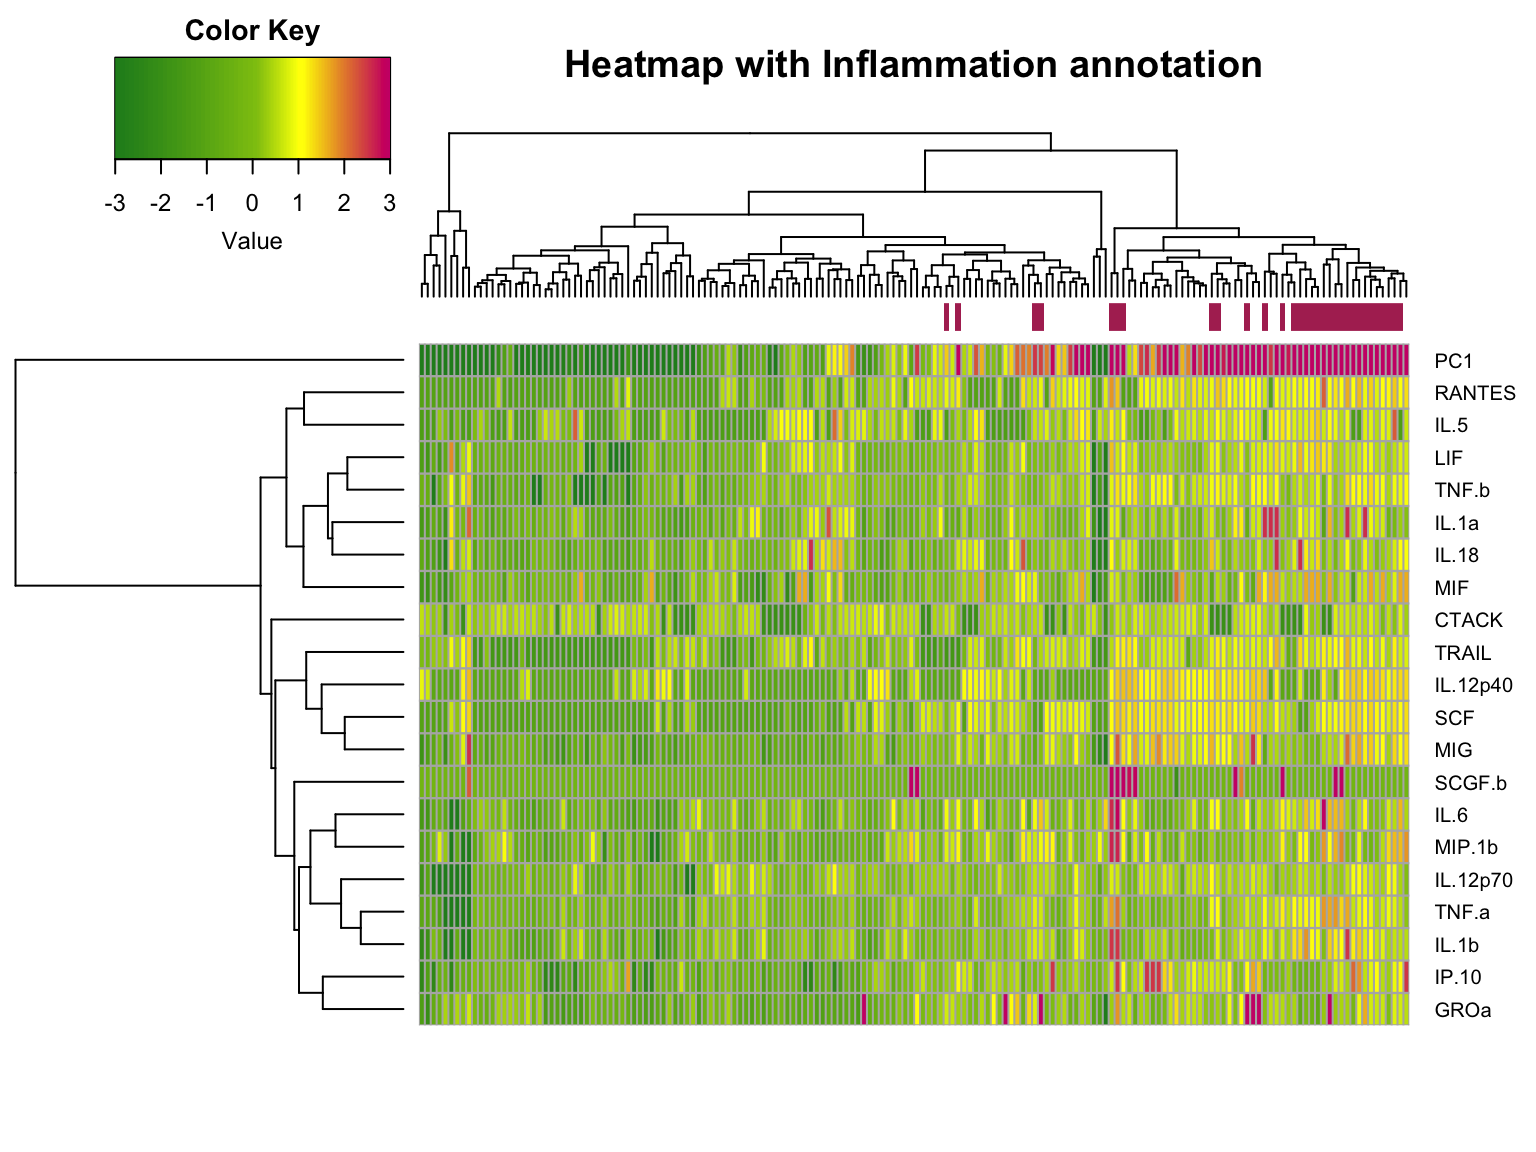 Color Key
-3 -2 -1 0 1 2 3
Value
Heatmap with Inflammation annotation
PC1
RANTES
IL.5
LIF
TNF.b
IL.1a
IL.18
MIF
CTACK
TRAIL
IL.12p40
SCF
MIG
SCGF.b
IL.6
MIP.1b
IL.12p70
TNF.a
IL.1b
IP.10
GROa